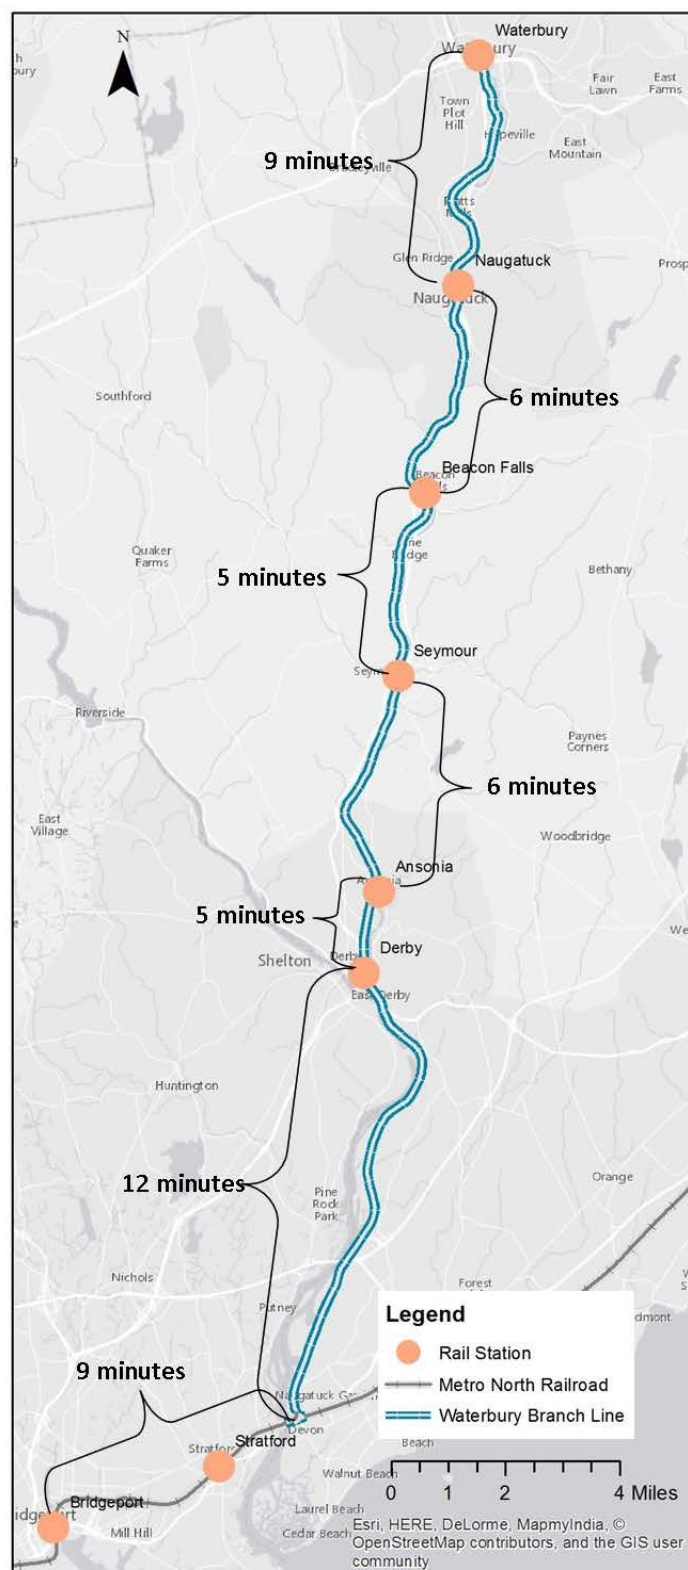 N
Waterbury
Fair
Lawn
East
Farms
Town
Plot
Hill
East
Mountain
9 minutes
Glen Ridge
Naugatuck
Southford
6 minutes
Beacon Falls
Quaker
Farms
5 minutes
Bethany
Seymour
Riverside
Paynes
Corners
6 minutes
East
Village
Woodbridge
Ansonia
5 minutes
Derby
Shelton
East Derby
Huntington
12 minutes
Pine
Rock
Park
Orange
Nichols
Forest
Putney
Legend
Rail Station
Metro North Railroad
Waterbury Branch Line
9 minutes
Devon
Stratford
Beach
Walnut Beach
Bridgeport
Mill Hill
Laurel Beach
Cedar Beach
0 1 2 4 Miles
Esri, HERE, DeLorme, MapmyIndia, ©
OpenStreetMap contributors, and the GIS user
community